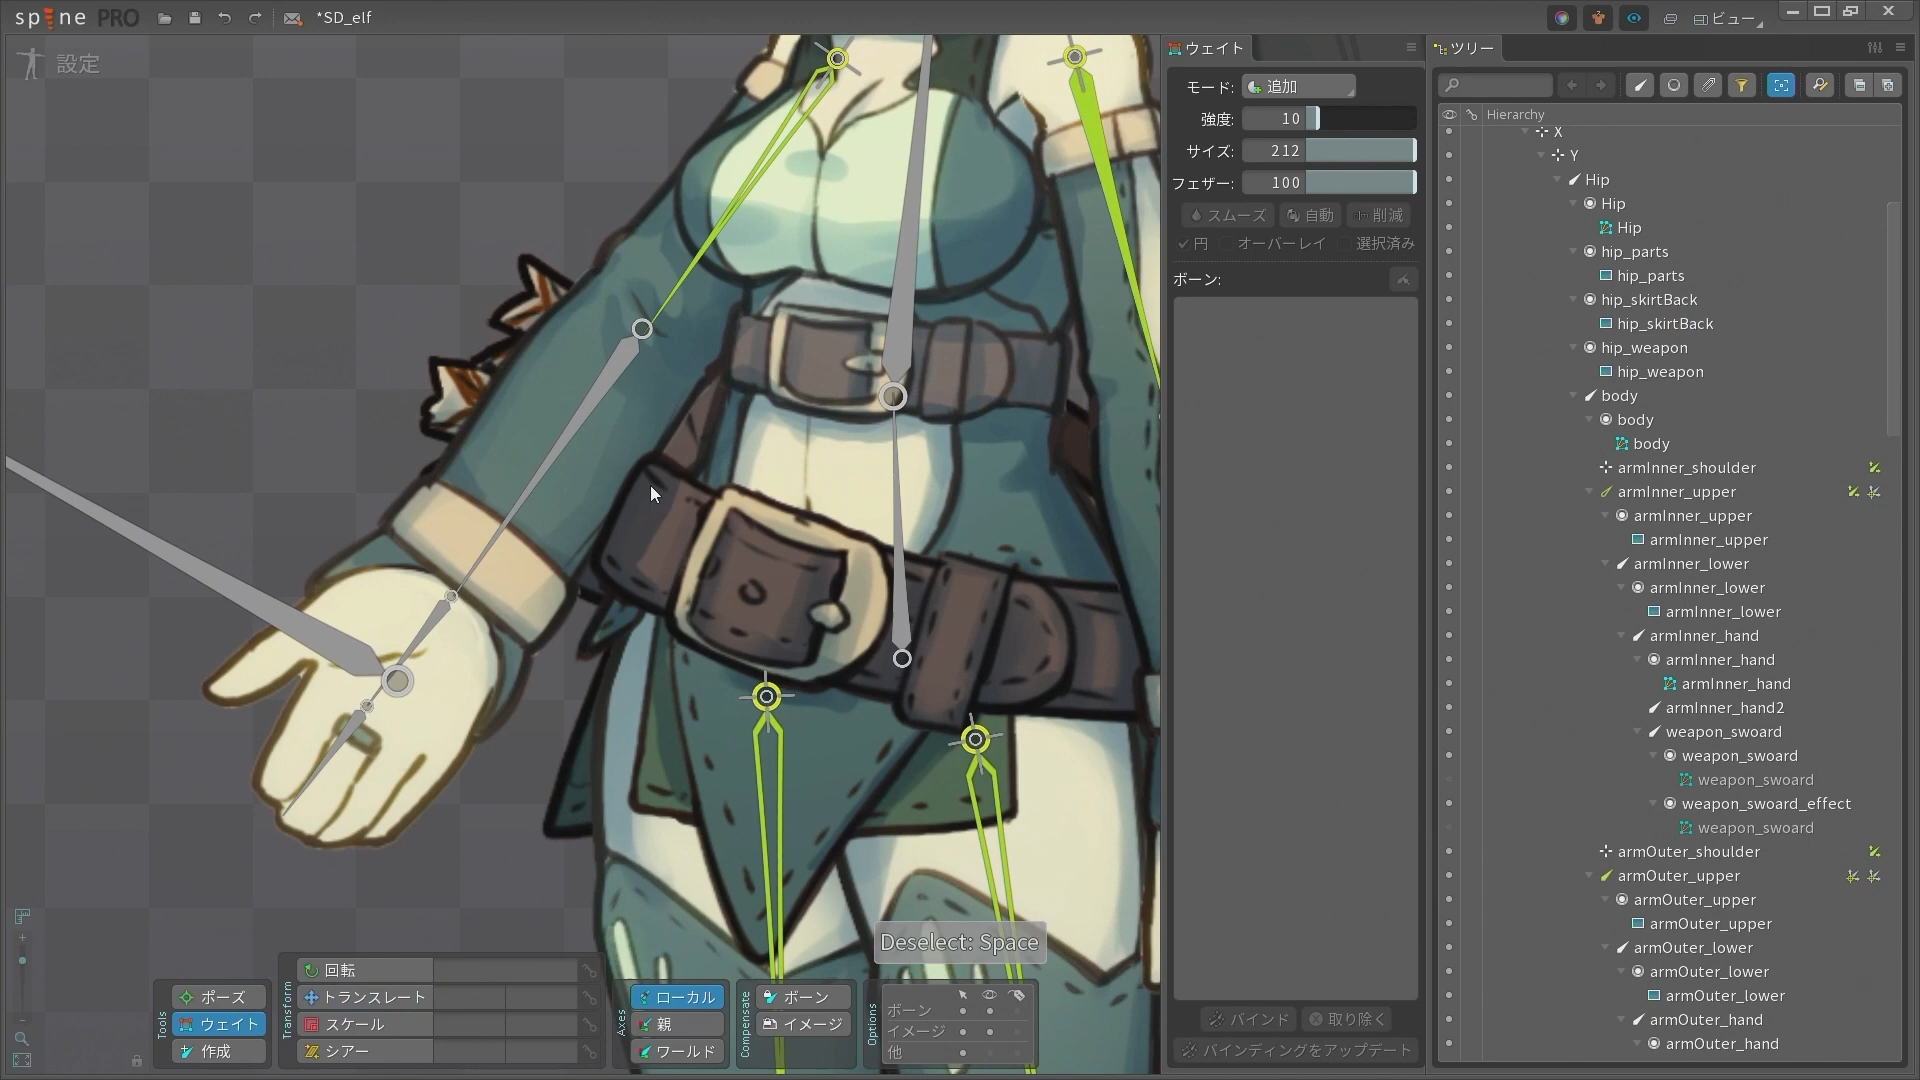 spine PRO
*SD_elf
ビュー
設定
ウェイト
モード:
追加
強度:
10
サイズ:
212
フェザー:
100
スムーズ
自動
削減
円
オーバーレイ
選択済み
ボーン:
バインド
取り除く
バインディングをアップデート
ツリー
Hierarchy
X
Y
Hip
Hip
Hip
hip_parts
hip_parts
hip_skirtBack
hip_skirtBack
hip_weapon
hip_weapon
body
body
body
armInner_shoulder
armInner_upper
armInner_upper
armInner_upper
armInner_lower
armInner_lower
armInner_lower
armInner_hand
armInner_hand
armInner_hand
armInner_hand2
weapon_swoard
weapon_swoard
weapon_swoard
weapon_swoard_effect
weapon_swoard
armOuter_shoulder
armOuter_upper
armOuter_upper
armOuter_upper
armOuter_lower
armOuter_lower
armOuter_lower
armOuter_hand
armOuter_hand
Deselect: Space
Tools
ポーズ
ウェイト
作成
Transform
回転
トランスレート
スケール
シアー
Axes
ローカル
親
ワールド
Compensate
ボーン
イメージ
Options
ボーン
イメージ
他